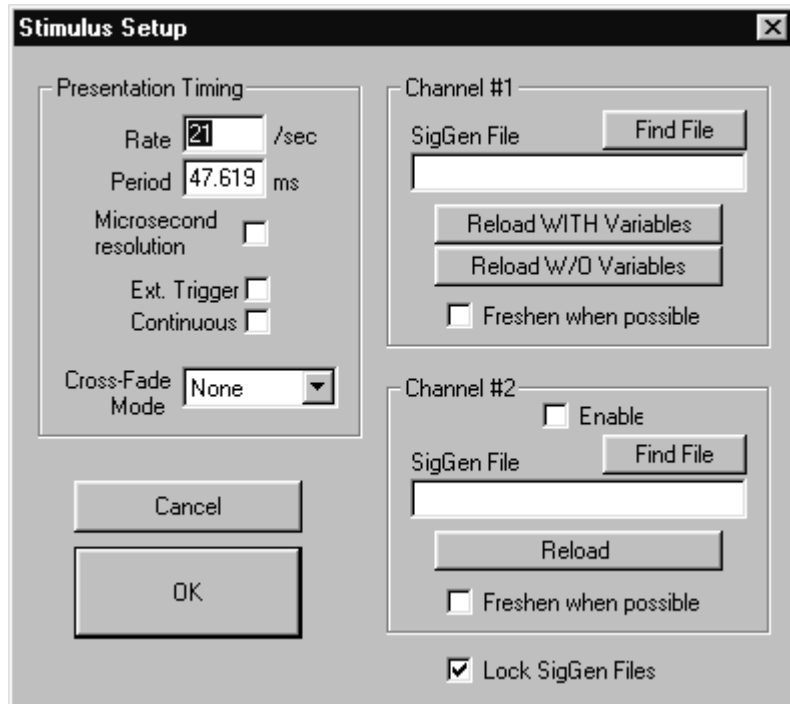 Stimulus Setup
Presentation Timing
Rate 21 /sec
Period 47.619 ms
Microsecond
resolution
Ext. Trigger
Continuous
Cross-Fade
Mode
None
Cancel
OK
Channel #1
SigGen File
Find File
Reload WITH Variables
Reload W/O Variables
Freshen when possible
Channel #2
Enable
SigGen File
Find File
Reload
Freshen when possible
Lock SigGen Files